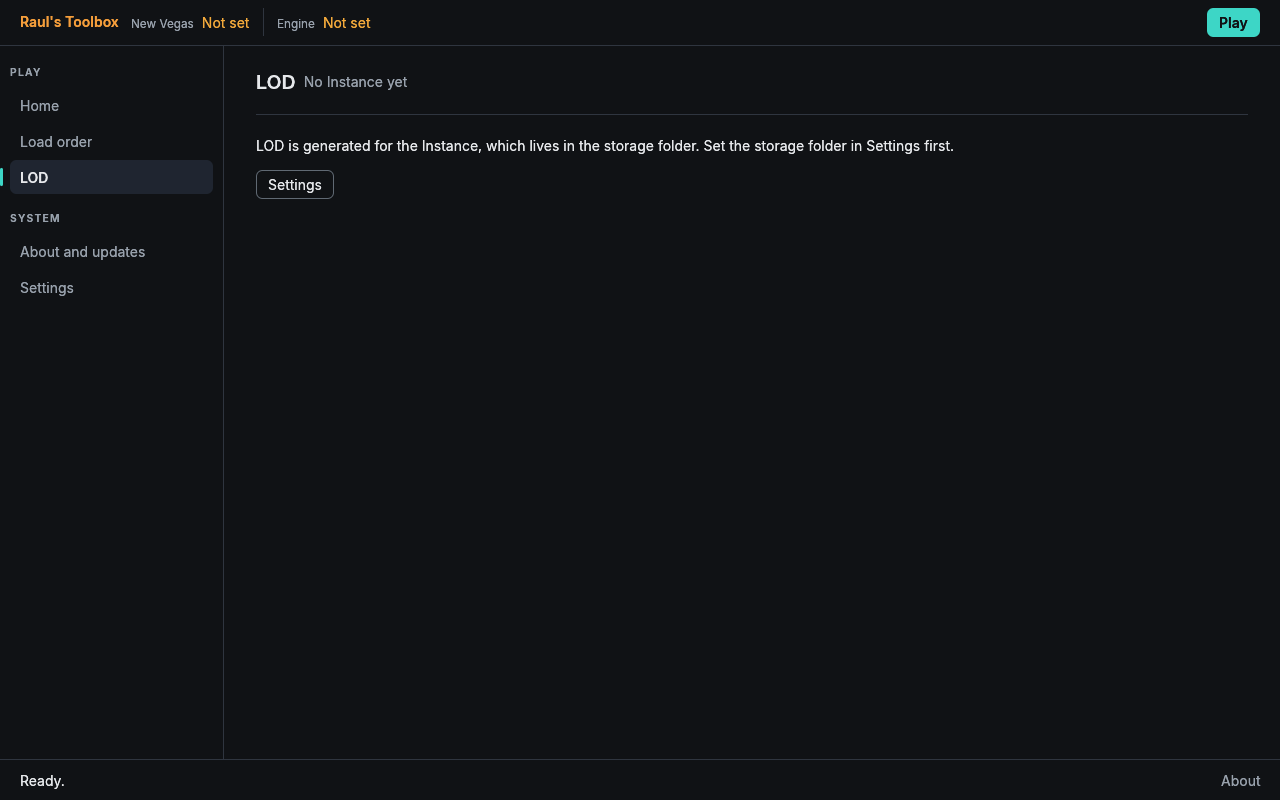 Raul's Toolbox New Vegas Not set Engine Not set Play
PLAY
Home
Load order
LOD
SYSTEM
About and updates
Settings
LOD No Instance yet
LOD is generated for the Instance, which lives in the storage folder. Set the storage folder in Settings first.
Settings
Ready. About